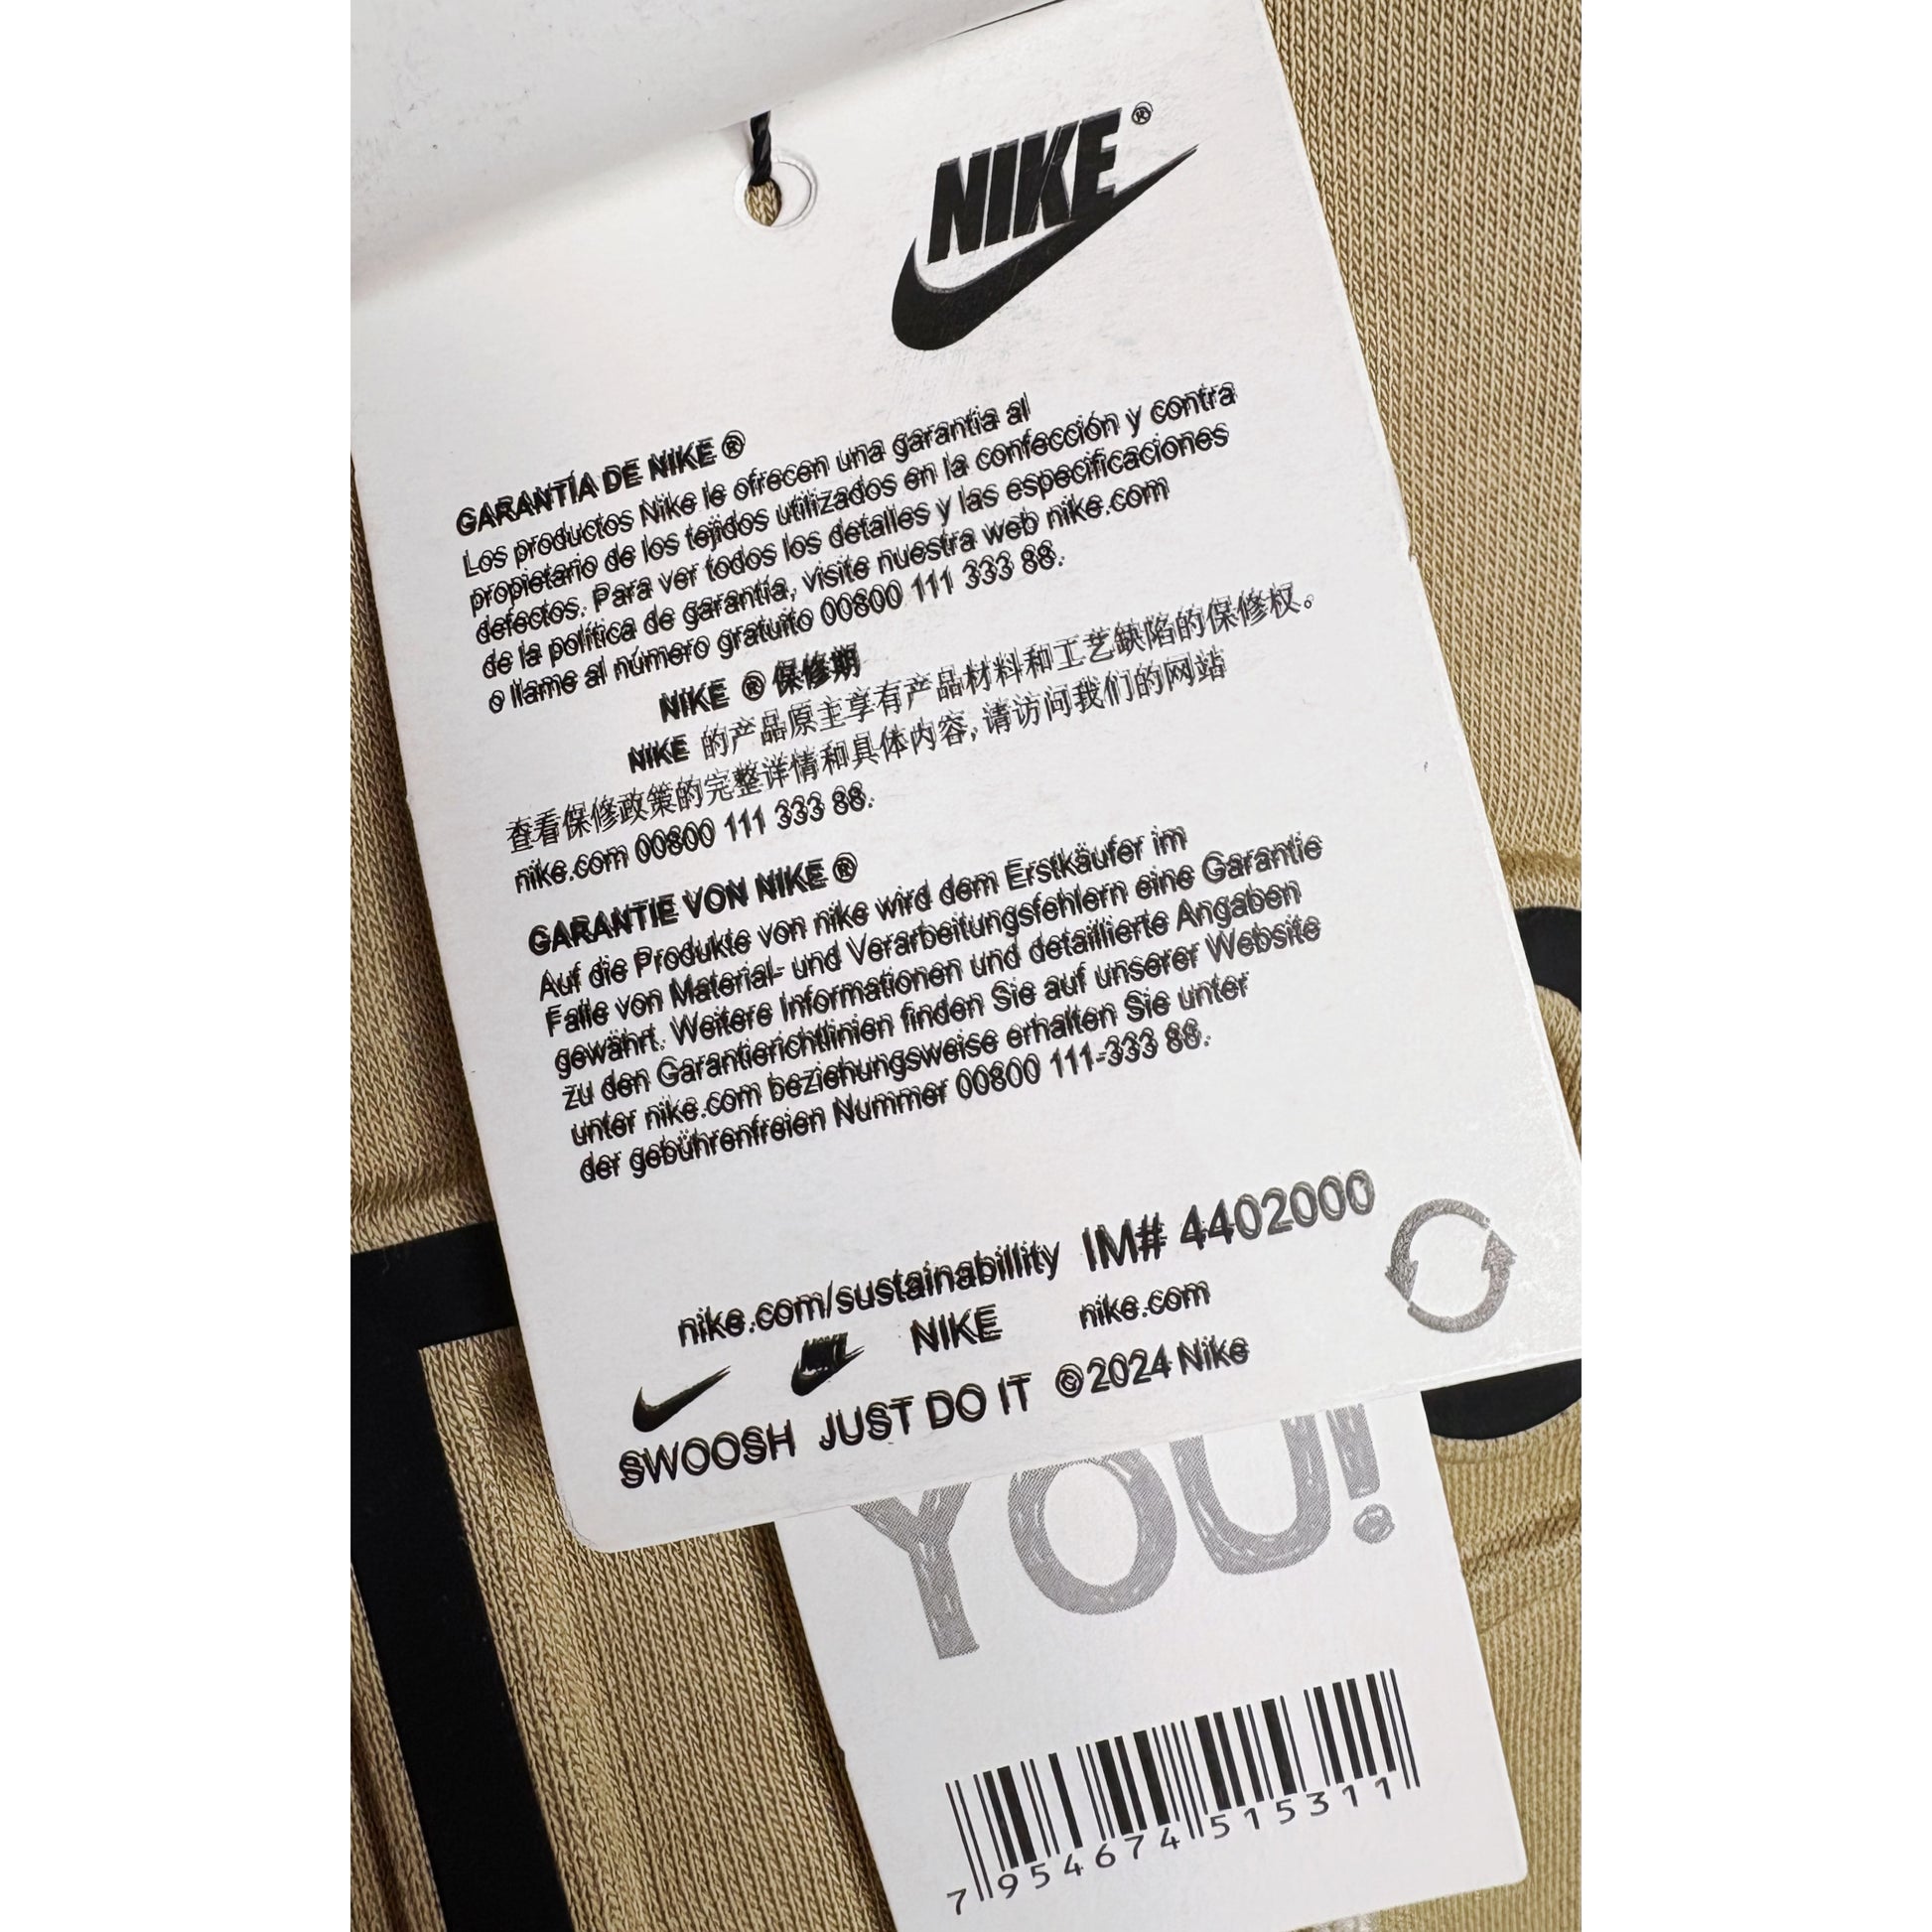 NIKE®
GARANTÍA DE NIKE ®
Los productos Nike le ofrecen una garantia al
propietario de los tejidos utilizados en la confección y contra
defectos. Para ver todos los detalles y las especificaciones
de la política de garantía, visite nuestra web nike.com
o llame al número gratuito 00800 111 333 88.
NIKE ® 保修期
NIKE 的产品原主享有产品材料和工艺缺陷的保修权。
查看保修政策的完整详情和具体内容,请访问我们的网站
nike.com 00800 111 333 88.
GARANTIE VON NIKE ®
Auf die Produkte von nike wird dem Erstkäufer im
Falle von Material- und Verarbeitungsfehlern eine Garantie
gewährt. Weitere Informationen und detaillierte Angaben
zu den Garantierichtlinien finden Sie auf unserer Website
unter nike.com beziehungsweise erhalten Sie unter
der gebührenfreien Nummer 00800 111-333 88.
nike.com/sustainabillity IM# 4402000
NIKE nike.com
SWOOSH JUST DO IT ©2024 Nike
YOU!
7 954674 515311